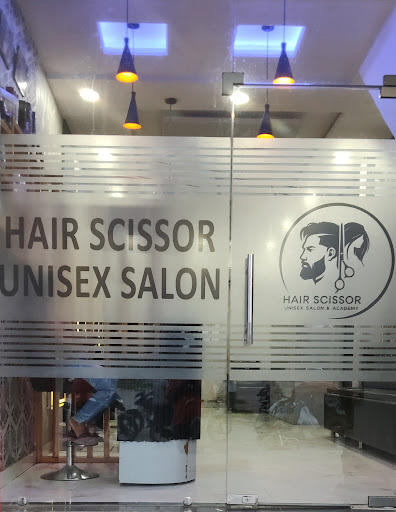 HAIR SCISSOR
UNISEX SALON
HAIR SCISSOR
UNISEX SALON & ACADEMY